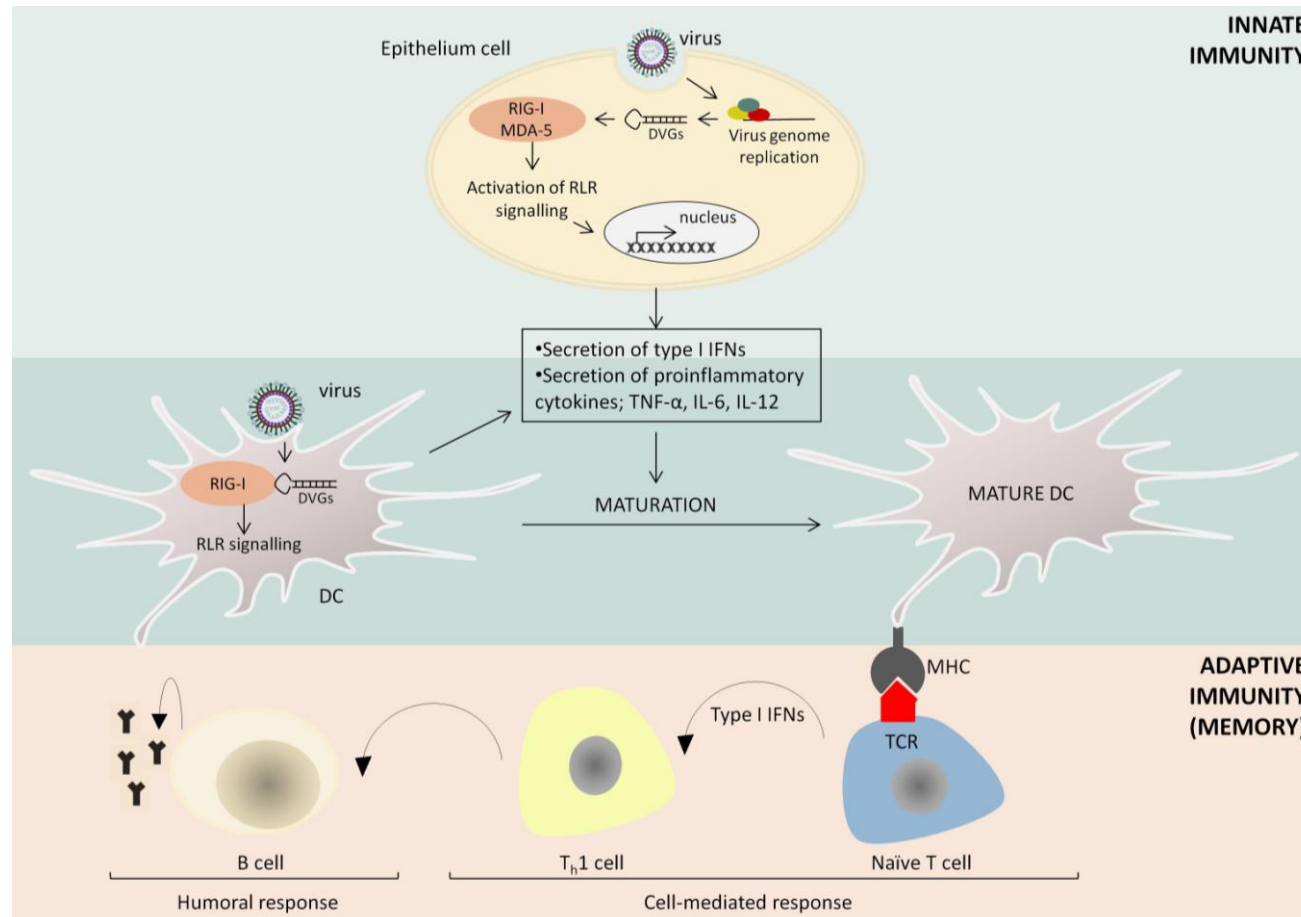 INNATE
IMMUNITY
virus
Epithelium cell
RIG-I
MDA-5
DVGs
Virus genome
replication
Activation of RLR
signalling
nucleus
XXXXXXXXX
•Secretion of type I IFNs
•Secretion of proinflammatory
cytokines; TNF-α, IL-6, IL-12
virus
RIG-I
DVGs
RLR signalling
DC
MATURATION
MATURE DC
ADAPTIVE
IMMUNITY
(MEMORY)
MHC
Type I IFNs
TCR
B cell
Th1 cell
Naïve T cell
Humoral response
Cell-mediated response